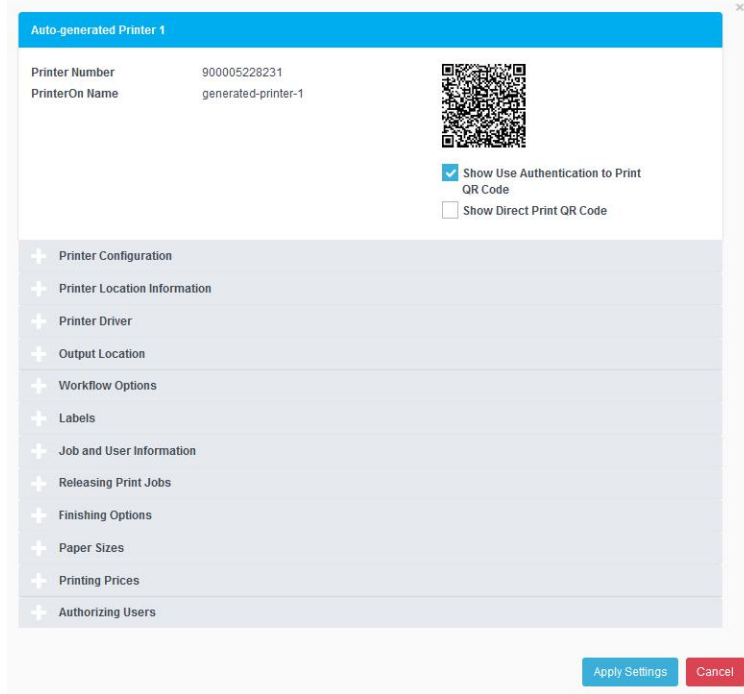 Auto-generated Printer 1
Printer Number 900005228231
PrinterOn Name generated-printer-1
Show Use Authentication to Print
QR Code
Show Direct Print QR Code
Printer Configuration
Printer Location Information
Printer Driver
Output Location
Workflow Options
Labels
Job and User Information
Releasing Print Jobs
Finishing Options
Paper Sizes
Printing Prices
Authorizing Users
Apply Settings Cancel